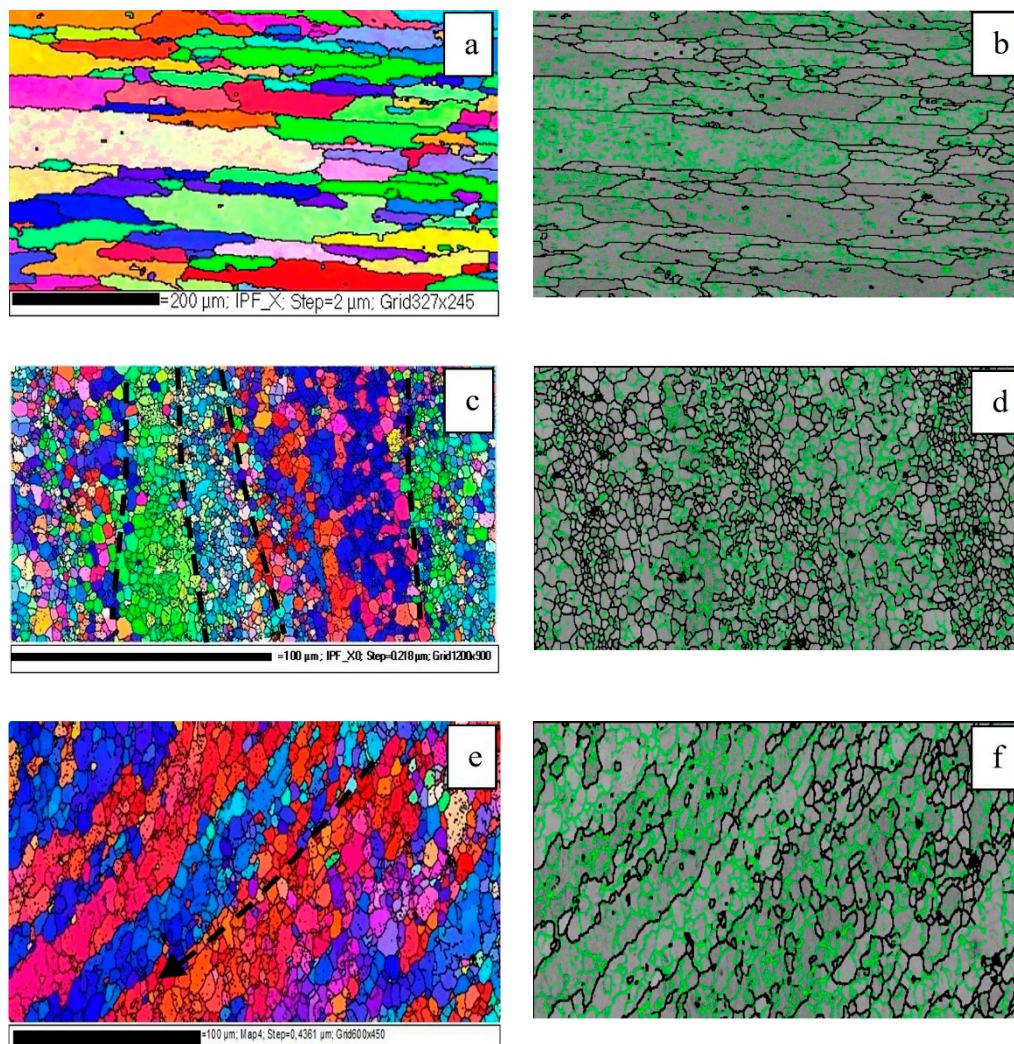 a
b
=200 µm; IPF_X; Step=2 µm; Grid327x245
c
d
=100 µm; IPF_X0; Step=0.218 µm; Grid1200x900
e
f
=100 µm; Map4; Step=0,4361 µm; Grid600x450